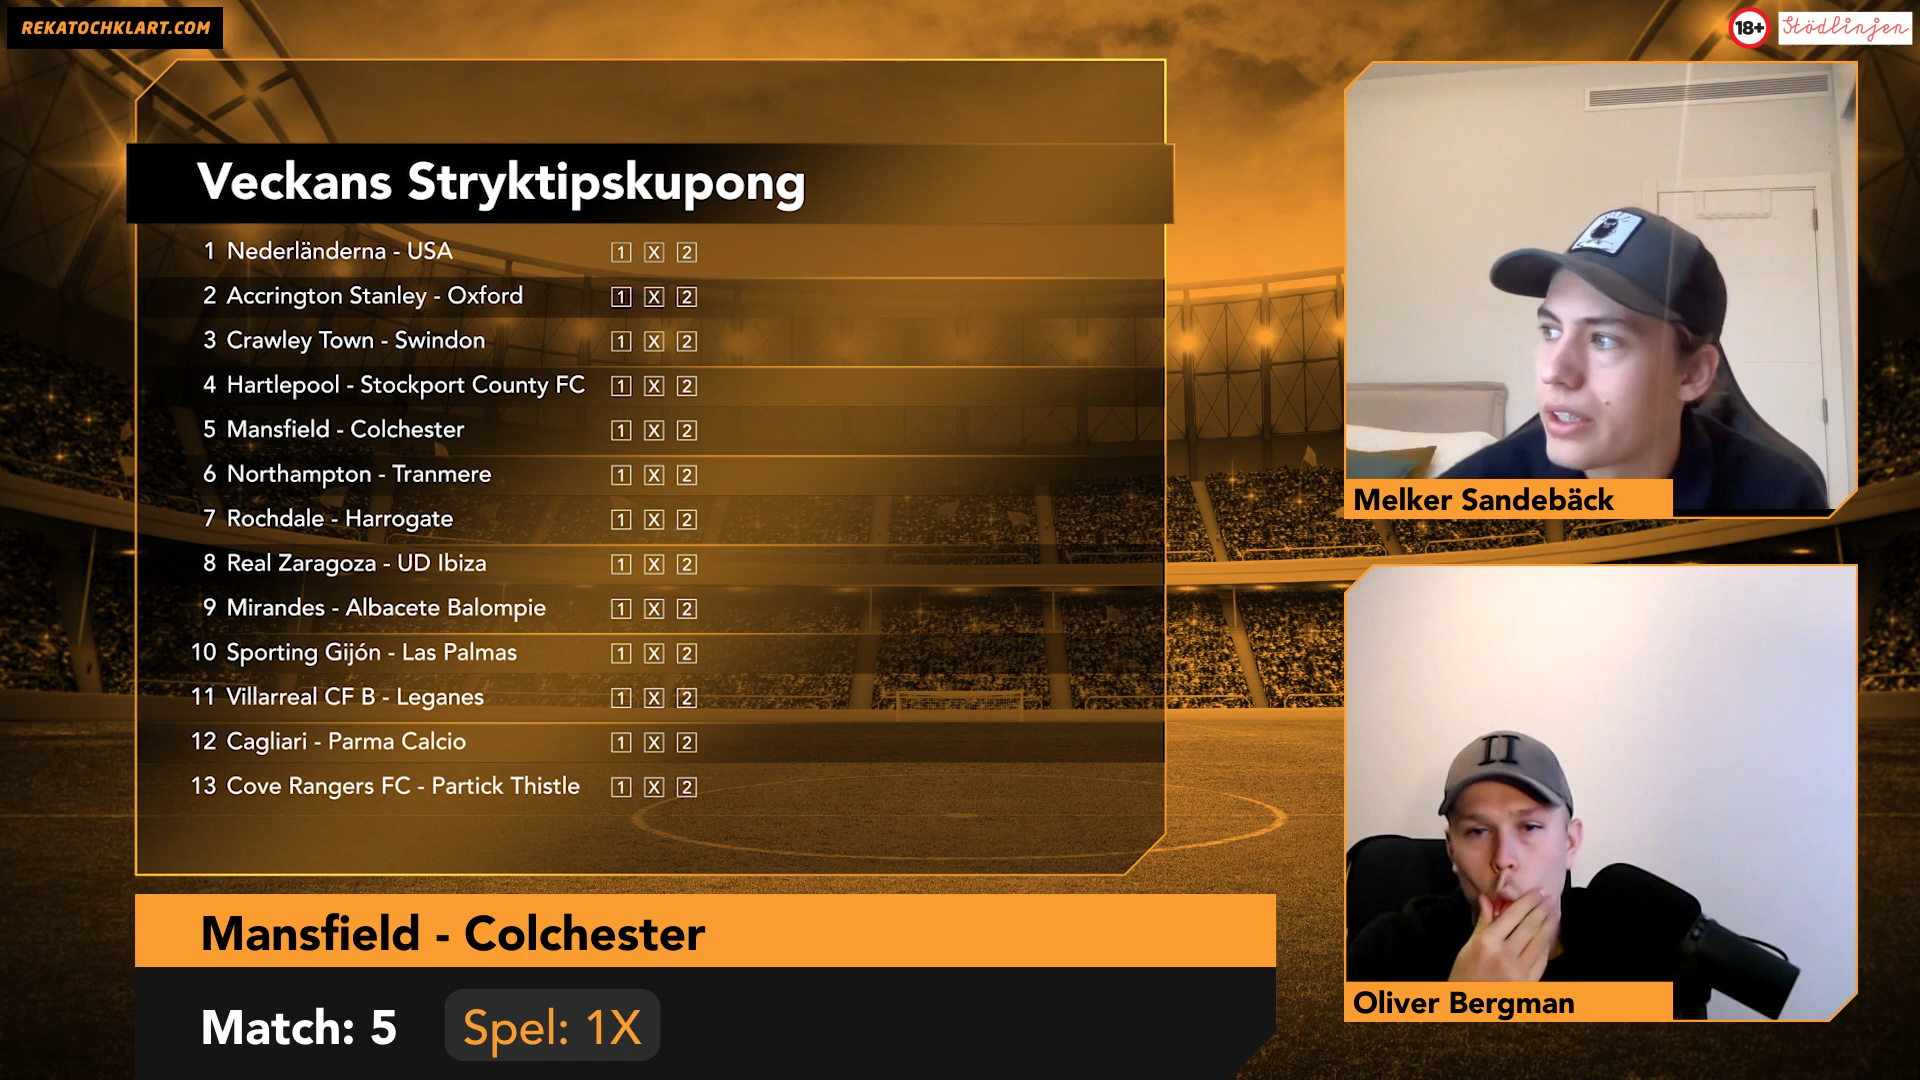 REKATOCHKLART.COM
18+ Stödlinjen
Veckans Stryktipskupong
1 Nederländerna - USA 1 X 2
2 Accrington Stanley - Oxford 1 X 2
3 Crawley Town - Swindon 1 X 2
4 Hartlepool - Stockport County FC 1 X 2
5 Mansfield - Colchester 1 X 2
6 Northampton - Tranmere 1 X 2
7 Rochdale - Harrogate 1 X 2
8 Real Zaragoza - UD Ibiza 1 X 2
9 Mirandes - Albacete Balompie 1 X 2
10 Sporting Gijón - Las Palmas 1 X 2
11 Villarreal CF B - Leganes 1 X 2
12 Cagliari - Parma Calcio 1 X 2
13 Cove Rangers FC - Partick Thistle 1 X 2
Mansfield - Colchester
Match: 5 Spel: 1X
Melker Sandebäck
II
Oliver Bergman